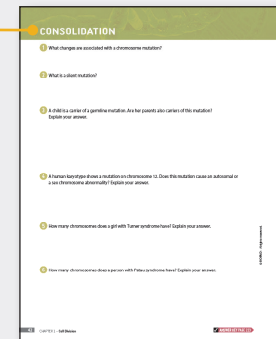 CONSOLIDATION
1 What changes are associated with a chromosome mutation?
2 What is a silent mutation?
3 A child is a carrier of a germline mutation. Are her parents also carriers of this mutation?
Explain your answer.
4 A human karyotype shows a mutation on chromosome 12. Does this mutation cause an autosomal or
a sex chromosome abnormality? Explain your answer.
5 How many chromosomes does a girl with Turner syndrome have? Explain your answer.
6 How many chromosomes does a person with Patau syndrome have? Explain your answer.
CHAPTER 2 – Cell Division
ANSWER KEY PAGE